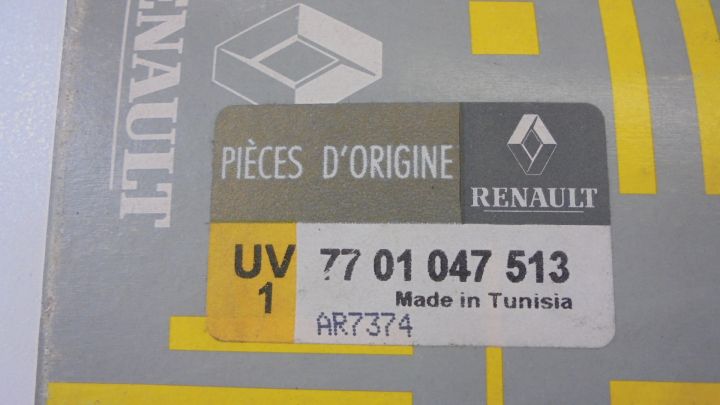 RENAULT
PIÈCES D'ORIGINE
RENAULT
UV 77 01 047 513
1 Made in Tunisia
AR7374